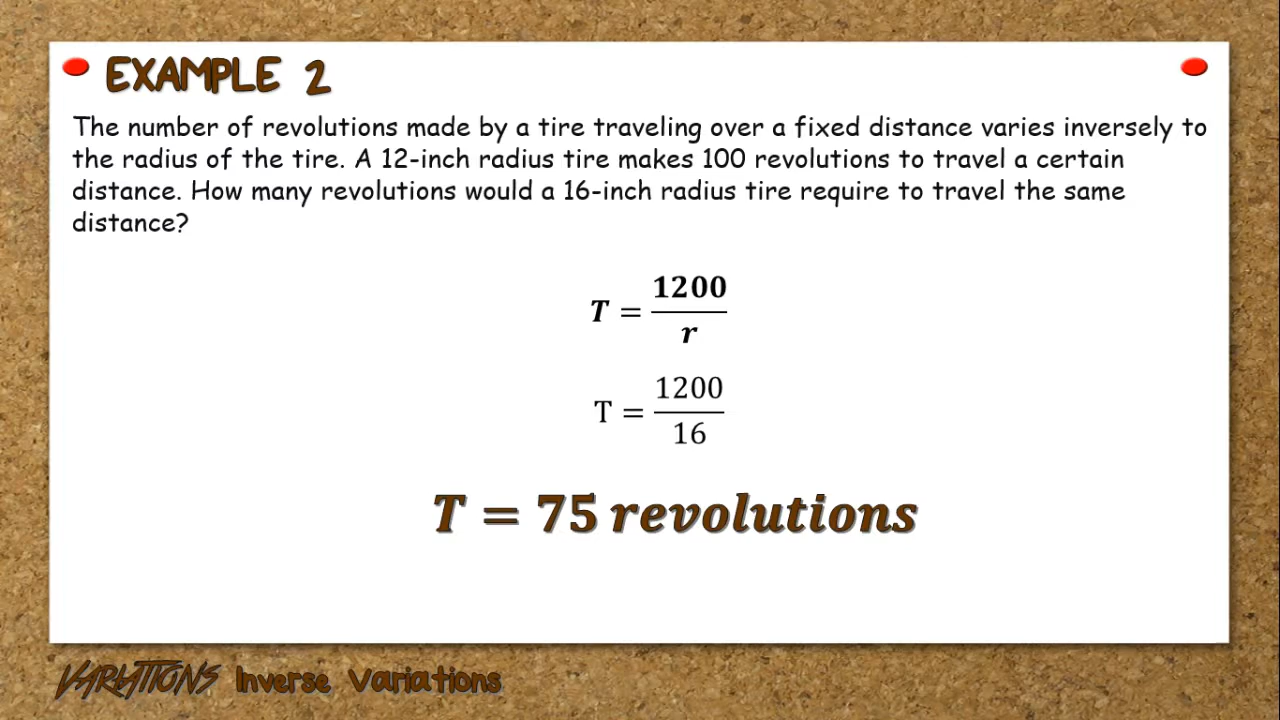 EXAMPLE 2
The number of revolutions made by a tire traveling over a fixed distance varies inversely to
the radius of the tire. A 12-inch radius tire makes 100 revolutions to travel a certain
distance. How many revolutions would a 16-inch radius tire require to travel the same
distance?
T = 1200/r
T = 1200/16
T = 75 revolutions
VARIATIONS Inverse Variations